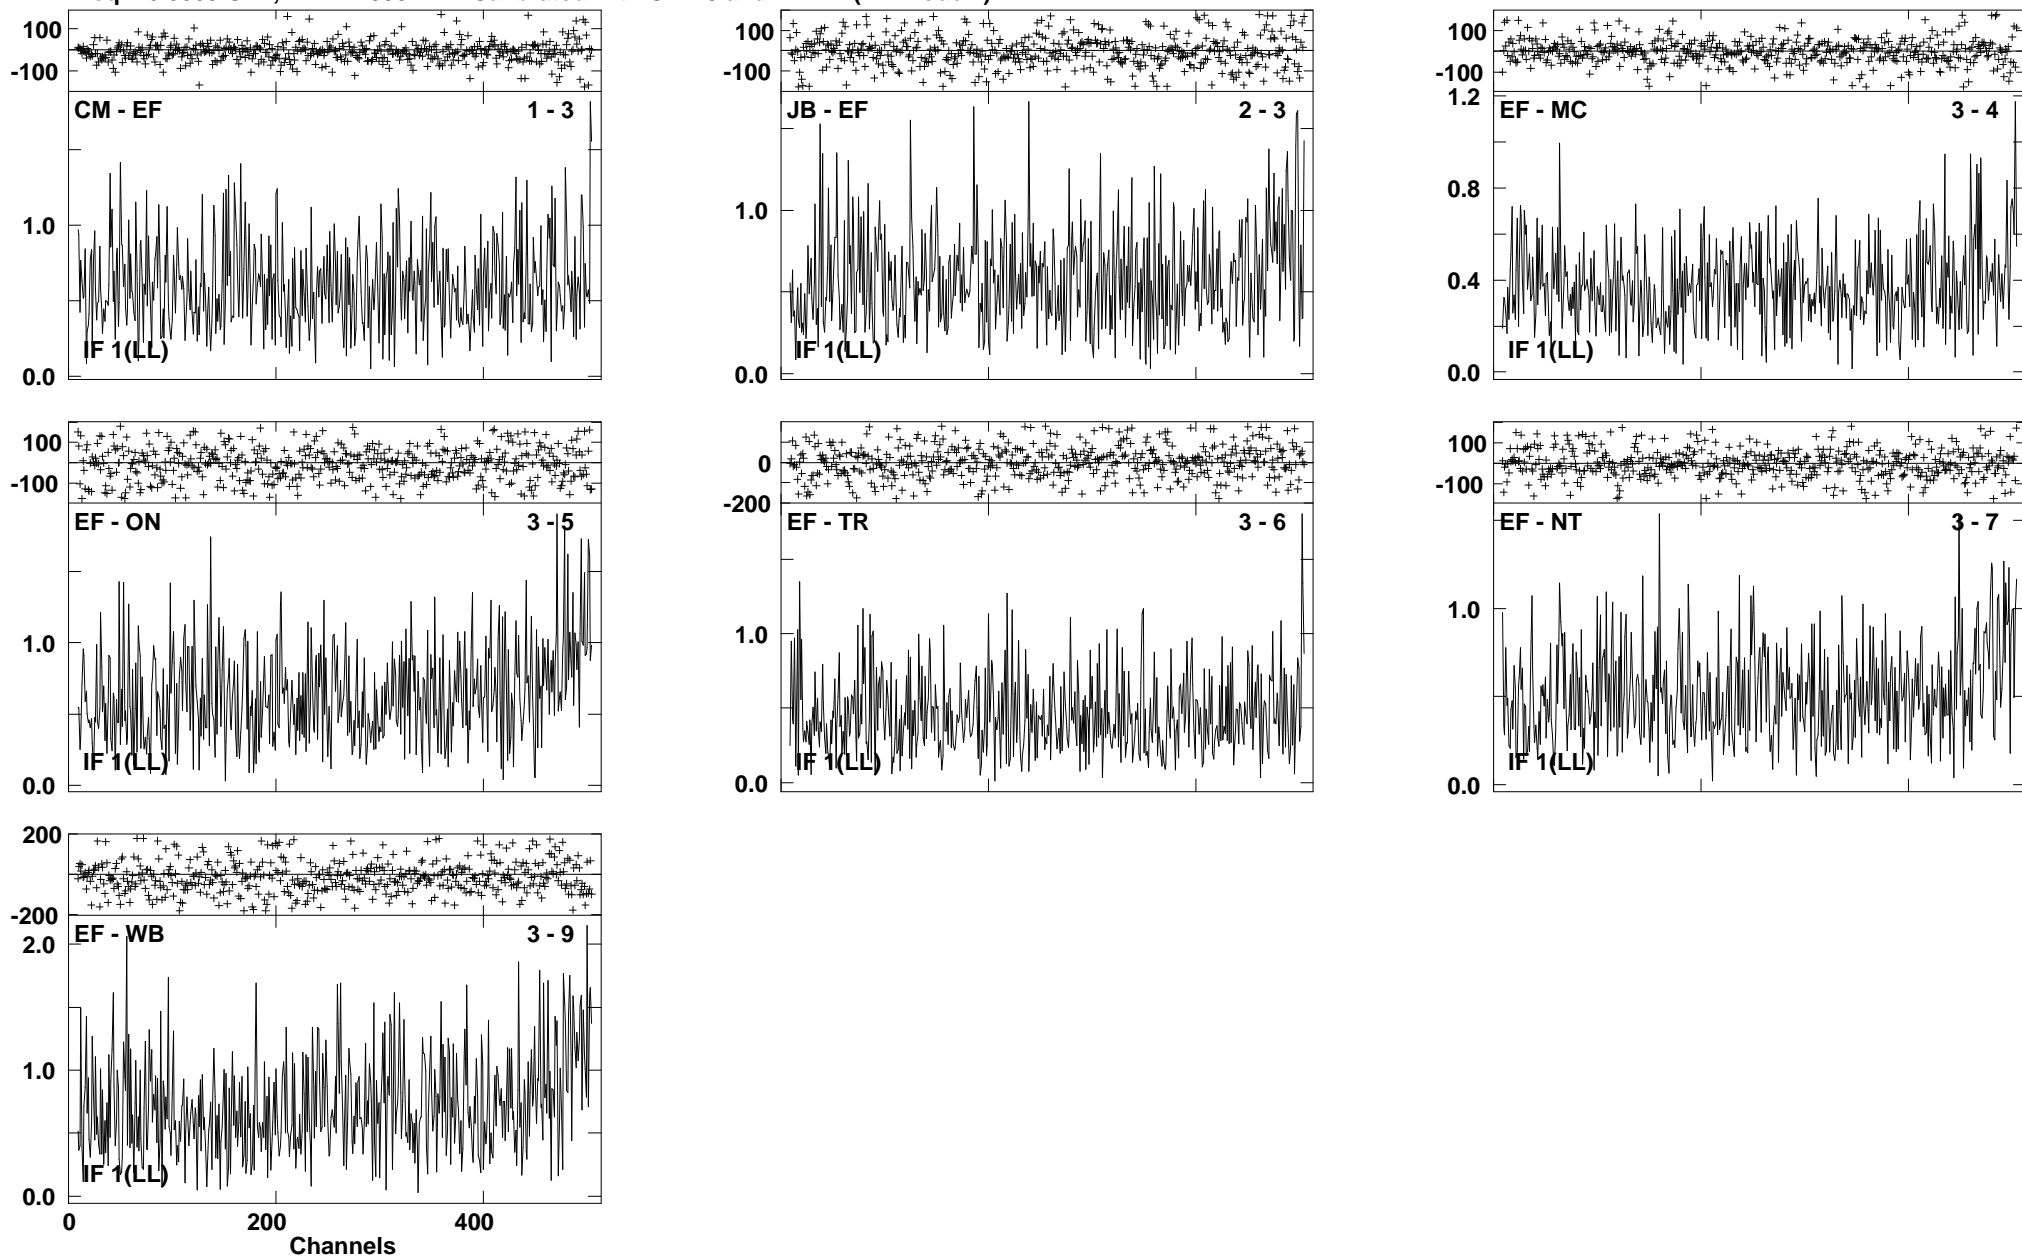 100 100 100
-100 -100 -100
CM - EF 1 - 3 JB - EF 2 - 3 EF - MC 3 - 4
1.2
1.0 1.0 0.8
0.4
IF 1(LL) IF 1(LL) IF 1(LL)
0.0 0.0 0.0
100 0 100
-100 -200 -100
EF - ON 3 - 5 EF - TR 3 - 6 EF - NT 3 - 7
1.0 1.0 1.0
IF 1(LL) IF 1(LL) IF 1(LL)
0.0 0.0 0.0
200
-200
EF - WB 3 - 9
2.0
1.0
IF 1(LL)
0.0
0 200 400
Channels